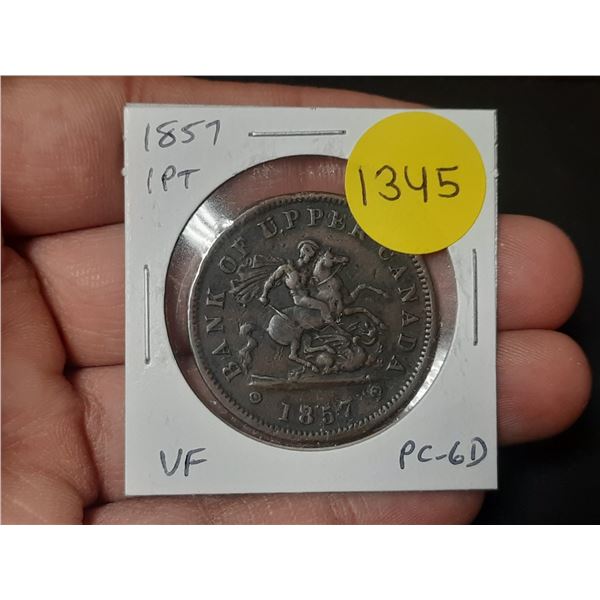 1857
1PT
1345
BANK OF UPPER CANADA
1857
VF
PC-6D